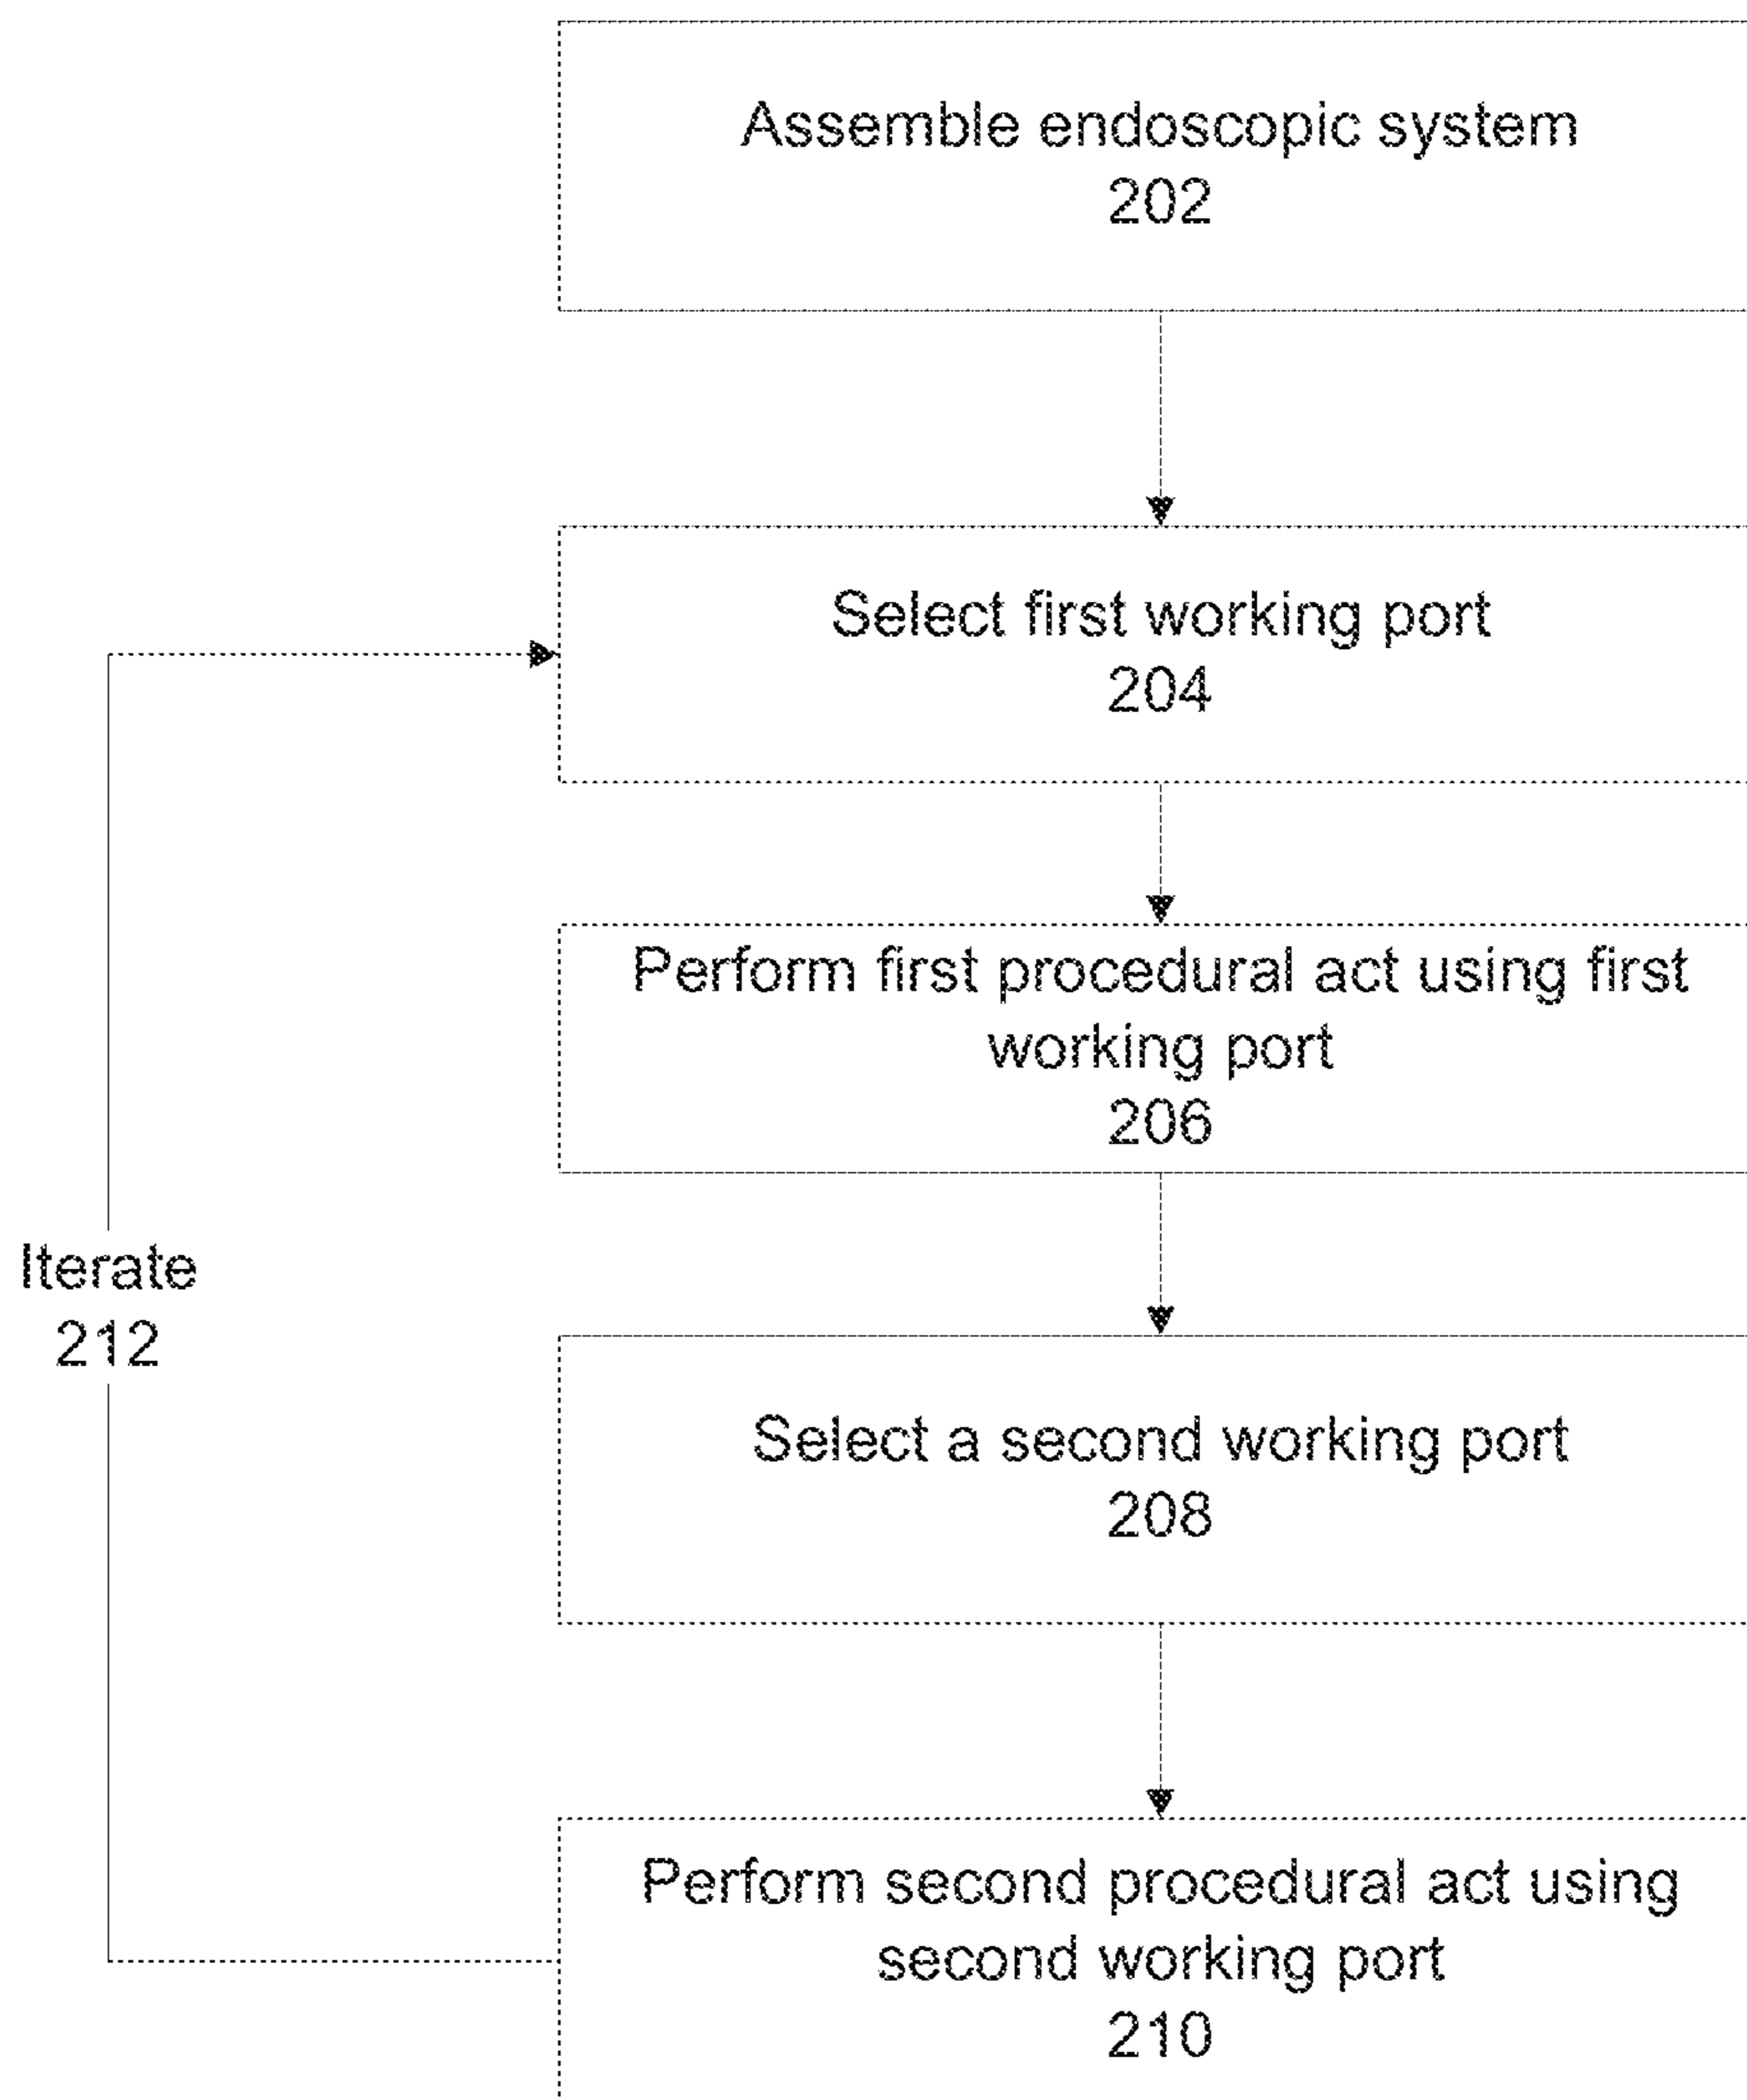 Assemble endoscopic system
202
Select first working port
204
Perform first procedural act using first
working port
206
Iterate
212
Select a second working port
208
Perform second procedural act using
second working port
210